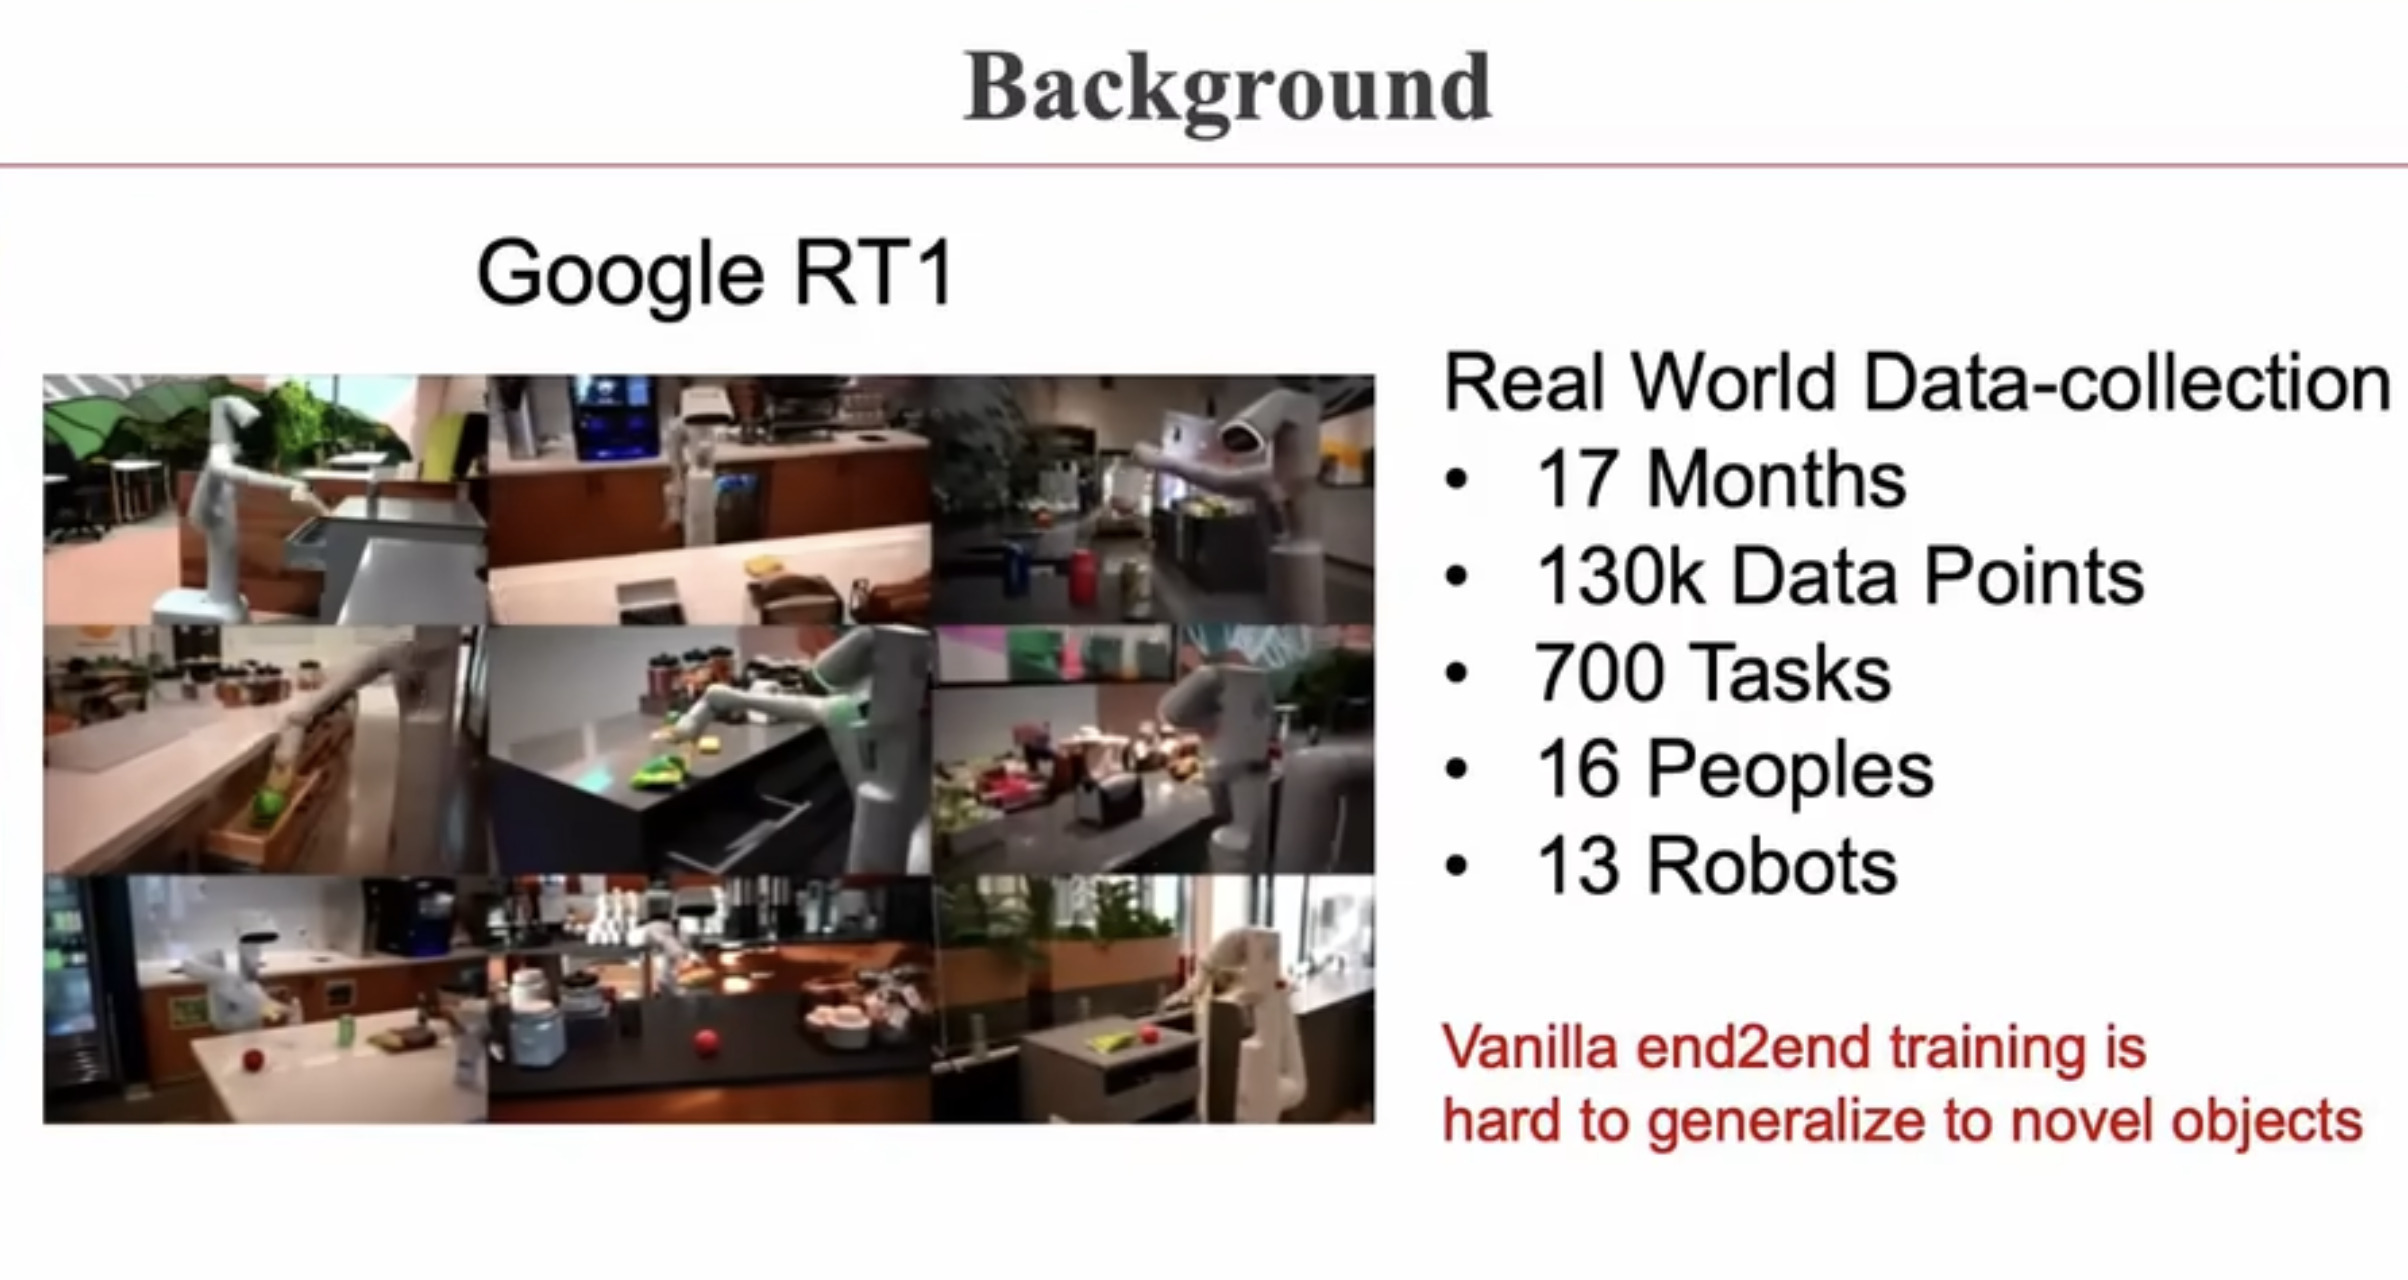 Background
Google RT1
Real World Data-collection
• 17 Months
• 130k Data Points
• 700 Tasks
• 16 Peoples
• 13 Robots
Vanilla end2end training is
hard to generalize to novel objects